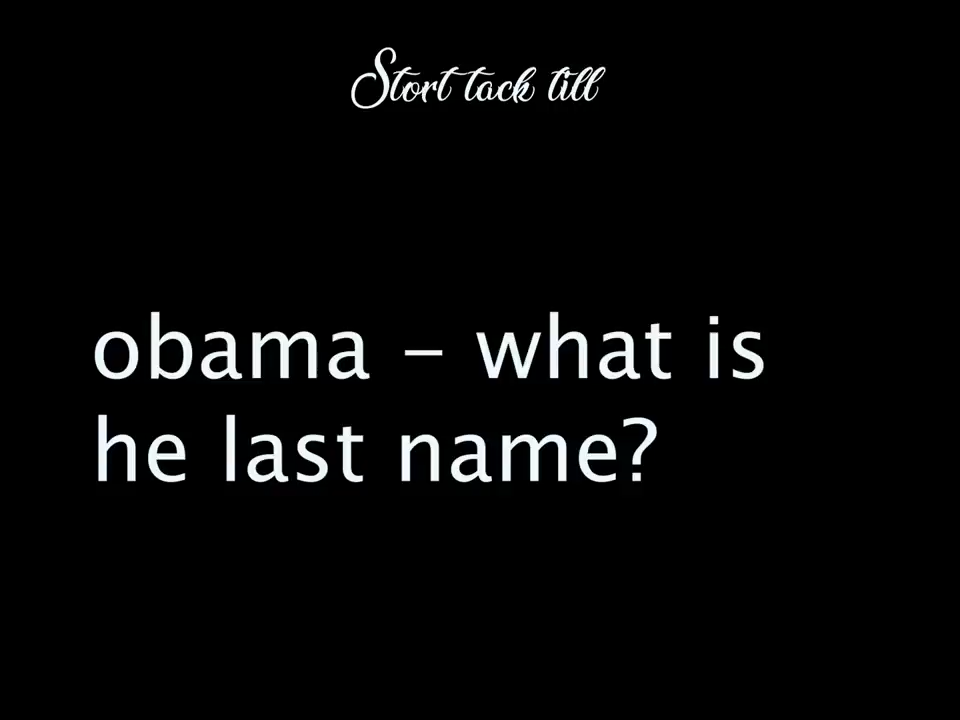 Stort tack till
obama – what is
he last name?